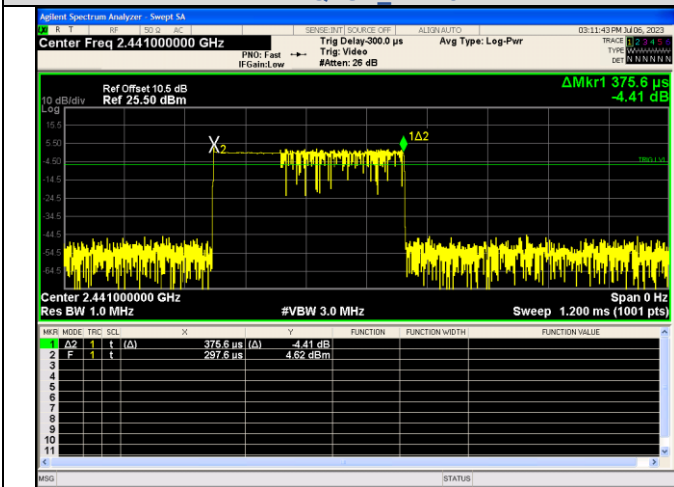 Agilent Spectrum Analyzer - Swept SA
R T RF 50 Ω AC SENSE:INT SOURCE OFF ALIGN AUTO 03:11:43 PM Jul 06, 2023
Center Freq 2.441000000 GHz
PNO: Fast
IFGain:Low
Trig Delay-300.0 µs
Trig: Video
#Atten: 26 dB
Avg Type: Log-Pwr
TRACE 1 2 3 4 5 6
TYPE
DET N N N N N N
ΔMkr1 375.6 µs
-4.41 dB
Ref Offset 10.5 dB
10 dB/div Ref 25.50 dBm
Log
15.5
5.50
-4.50
-14.5
-24.5
-34.5
-44.5
-54.5
-64.5
X2
1Δ2
TRIG LVL
Center 2.441000000 GHz Span 0 Hz
Res BW 1.0 MHz #VBW 3.0 MHz Sweep 1.200 ms (1001 pts)
MKR MODE TRC SCL X Y FUNCTION FUNCTION WIDTH FUNCTION VALUE
1 Δ2 1 t (Δ) 375.6 µs (Δ) -4.41 dB
2 F 1 t 297.6 µs 4.62 dBm
3
4
5
6
7
8
9
10
11
MSG STATUS